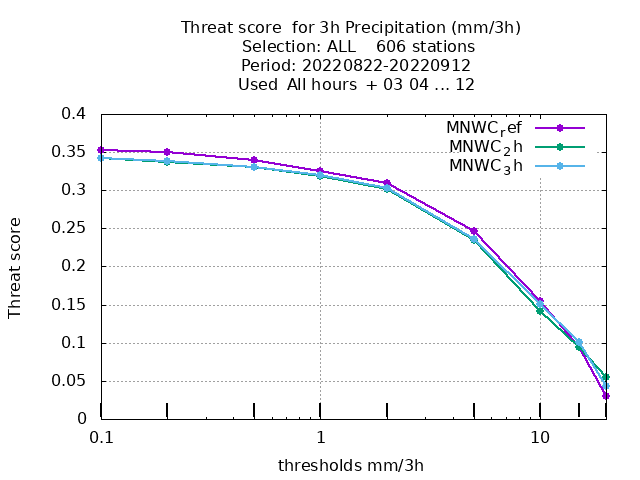 Threat score  for 3h Precipitation (mm/3h)
Selection: ALL    606 stations
Period: 20220822-20220912
Used  All hours  + 03 04 ... 12
MNWC_ref
MNWC_2h
MNWC_3h
0.4
0.35
0.3
0.25
0.2
0.15
0.1
0.05
0
Threat score
0.1 1 10
thresholds mm/3h